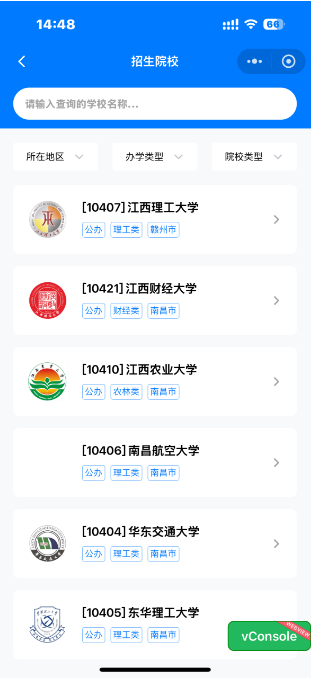 14:48
66
招生院校
请输入查询的学校名称...
所在地区 办学类型 院校类型
[10407] 江西理工大学
公办 理工类 赣州市
[10421] 江西财经大学
公办 财经类 南昌市
[10410] 江西农业大学
公办 农林类 南昌市
[10406] 南昌航空大学
公办 理工类 南昌市
[10404] 华东交通大学
公办 理工类 南昌市
[10405] 东华理工大学
公办 理工类 南昌市
vConsole
WEBVIEW